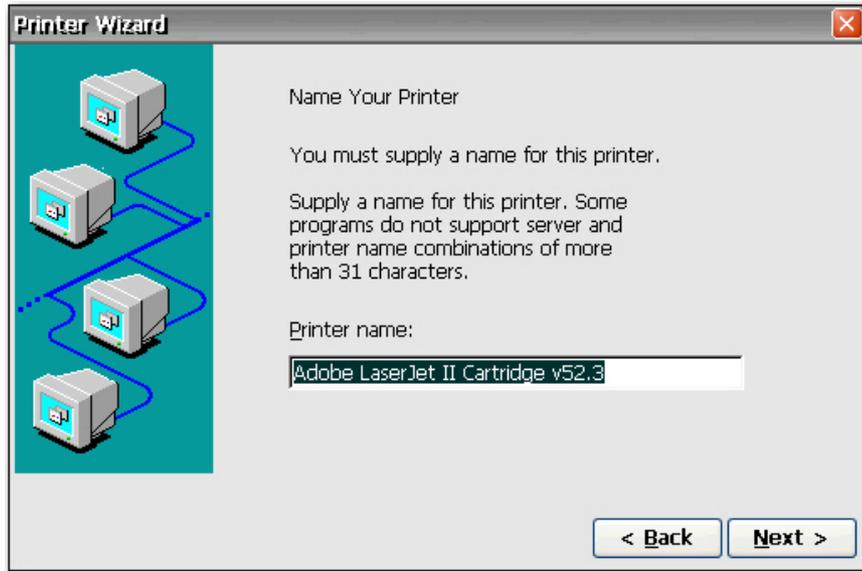 Printer Wizard
Name Your Printer
You must supply a name for this printer.
Supply a name for this printer. Some
programs do not support server and
printer name combinations of more
than 31 characters.
Printer name:
Adobe LaserJet II Cartridge v52.3
< Back
Next >